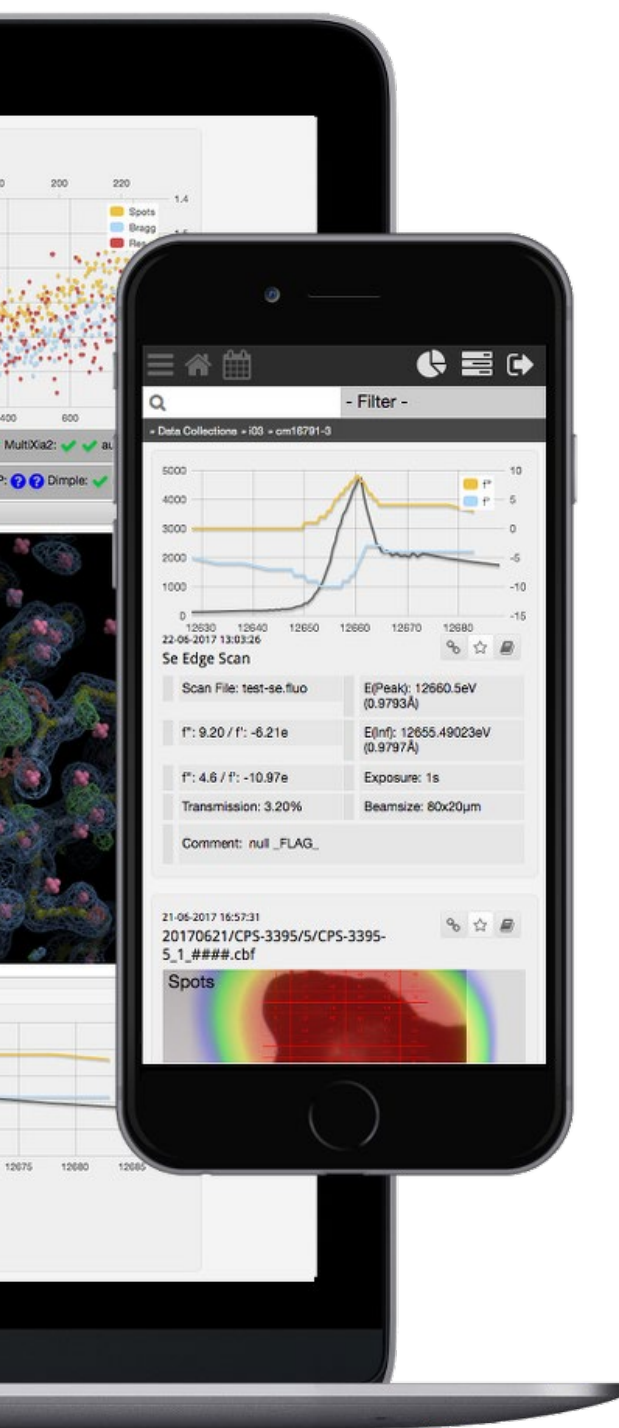 200
220
1.4
Spots
Bragg
400
600
MultiXia2:
Dimple:
12675
12680
12685
- Filter -
» Data Collections » i03 » cm16791-3
5000
4000
3000
2000
1000
0
10
5
0
-5
-10
-15
f''
f'
12630
12640
12650
12660
12670
12680
22-06-2017 13:03:26
Se Edge Scan
Scan File: test-se.fluo
E(Peak): 12660.5eV
(0.9793Å)
f'': 9.20 / f': -6.21e
E(Inf): 12655.49023eV
(0.9797Å)
f'': 4.6 / f': -10.97e
Exposure: 1s
Transmission: 3.20%
Beamsize: 80x20µm
Comment: null _FLAG_
21-06-2017 16:57:31
20170621/CPS-3395/5/CPS-3395-
5_1_####.cbf
Spots